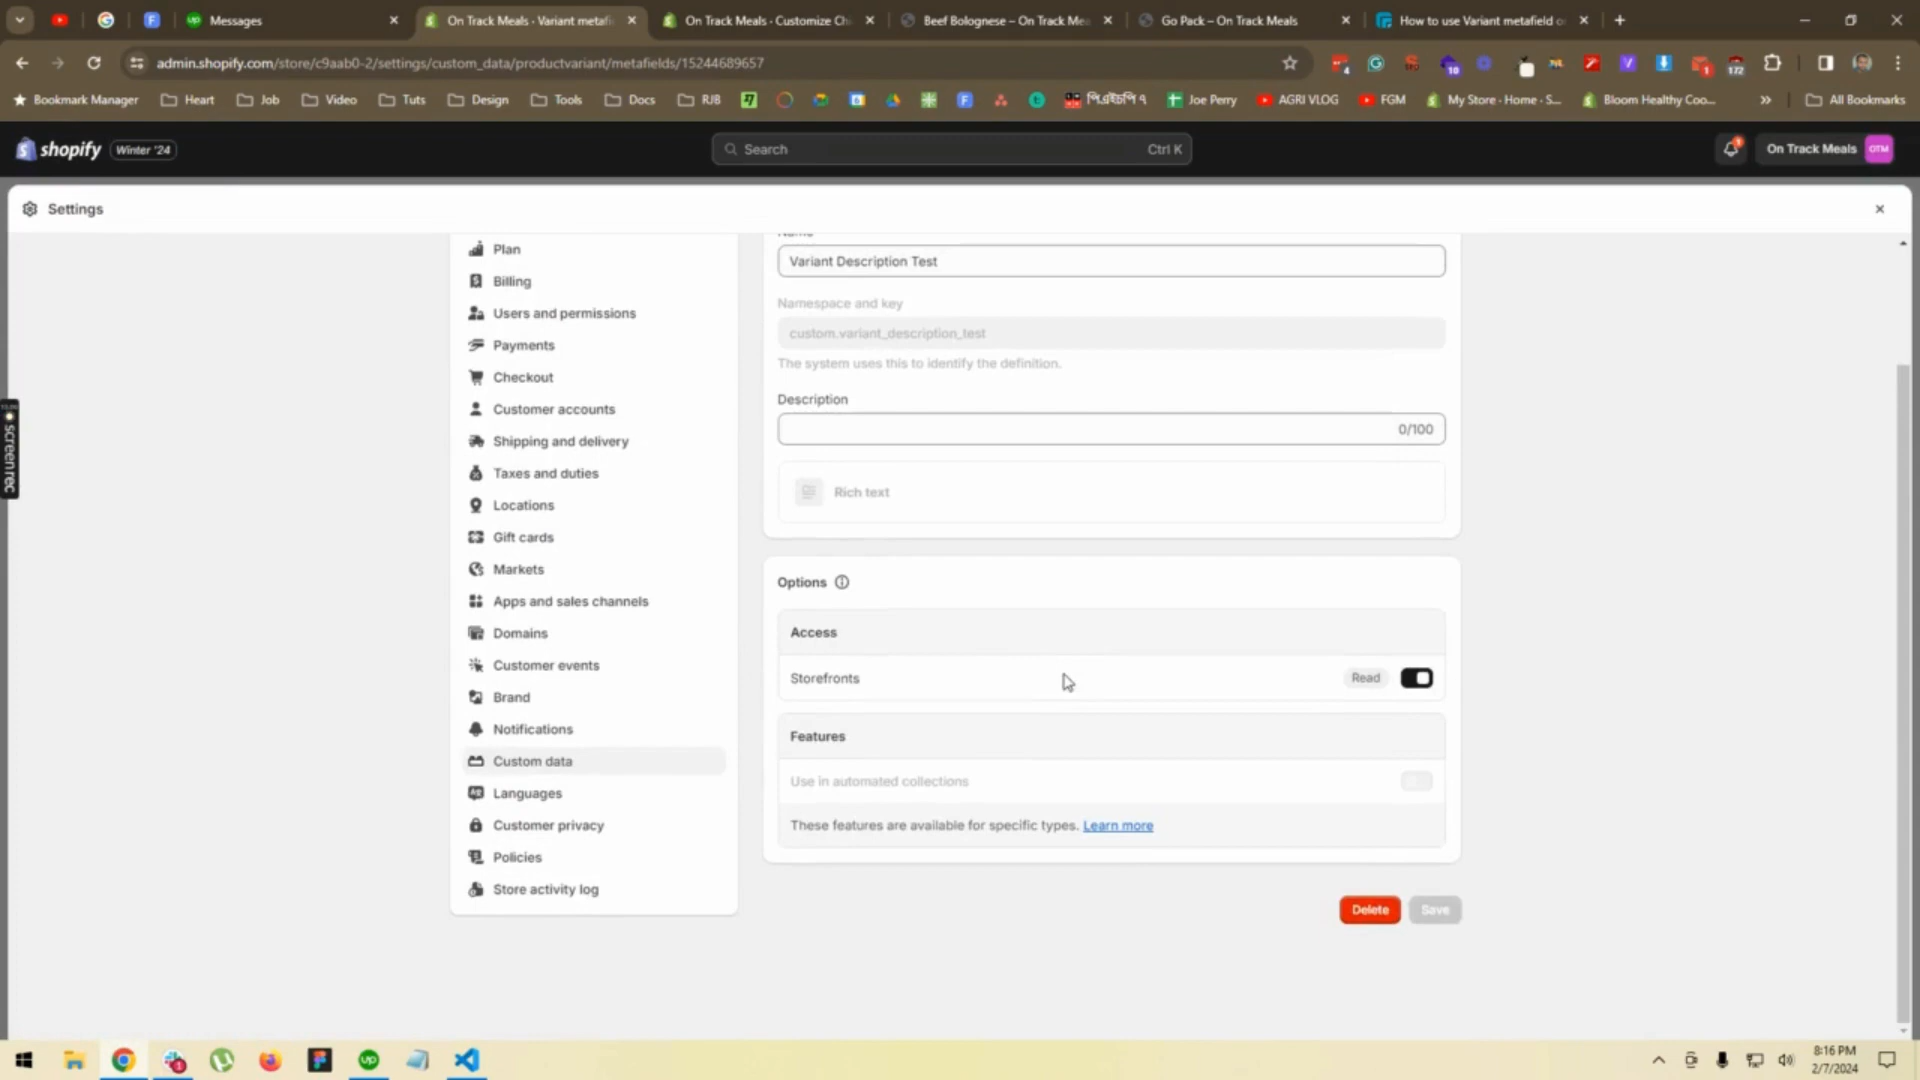 Messages
On Track Meals · Variant metafi
On Track Meals · Customize Ch
Beef Bolognese – On Track Me
Go Pack – On Track Meals
How to use Variant metafield o
admin.shopify.com/store/c9aab0-2/settings/custom_data/productvariant/metafields/15244689657
Bookmark Manager
Heart
Job
Video
Tuts
Design
Tools
Docs
RJB
Joe Perry
AGRI VLOG
FGM
My Store · Home · S...
Bloom Healthy Coo...
»
All Bookmarks
shopify
Winter '24
Search
Ctrl K
On Track Meals
OTM
Settings
Plan
Billing
Users and permissions
Payments
Checkout
Customer accounts
Shipping and delivery
Taxes and duties
Locations
Gift cards
Markets
Apps and sales channels
Domains
Customer events
Brand
Notifications
Custom data
Languages
Customer privacy
Policies
Store activity log
Variant Description Test
Namespace and key
custom.variant_description_test
The system uses this to identify the definition.
Description
0/100
Rich text
Options
Access
Storefronts
Read
Features
Use in automated collections
These features are available for specific types. Learn more
Delete
Save
screenrec
8:16 PM
2/7/2024